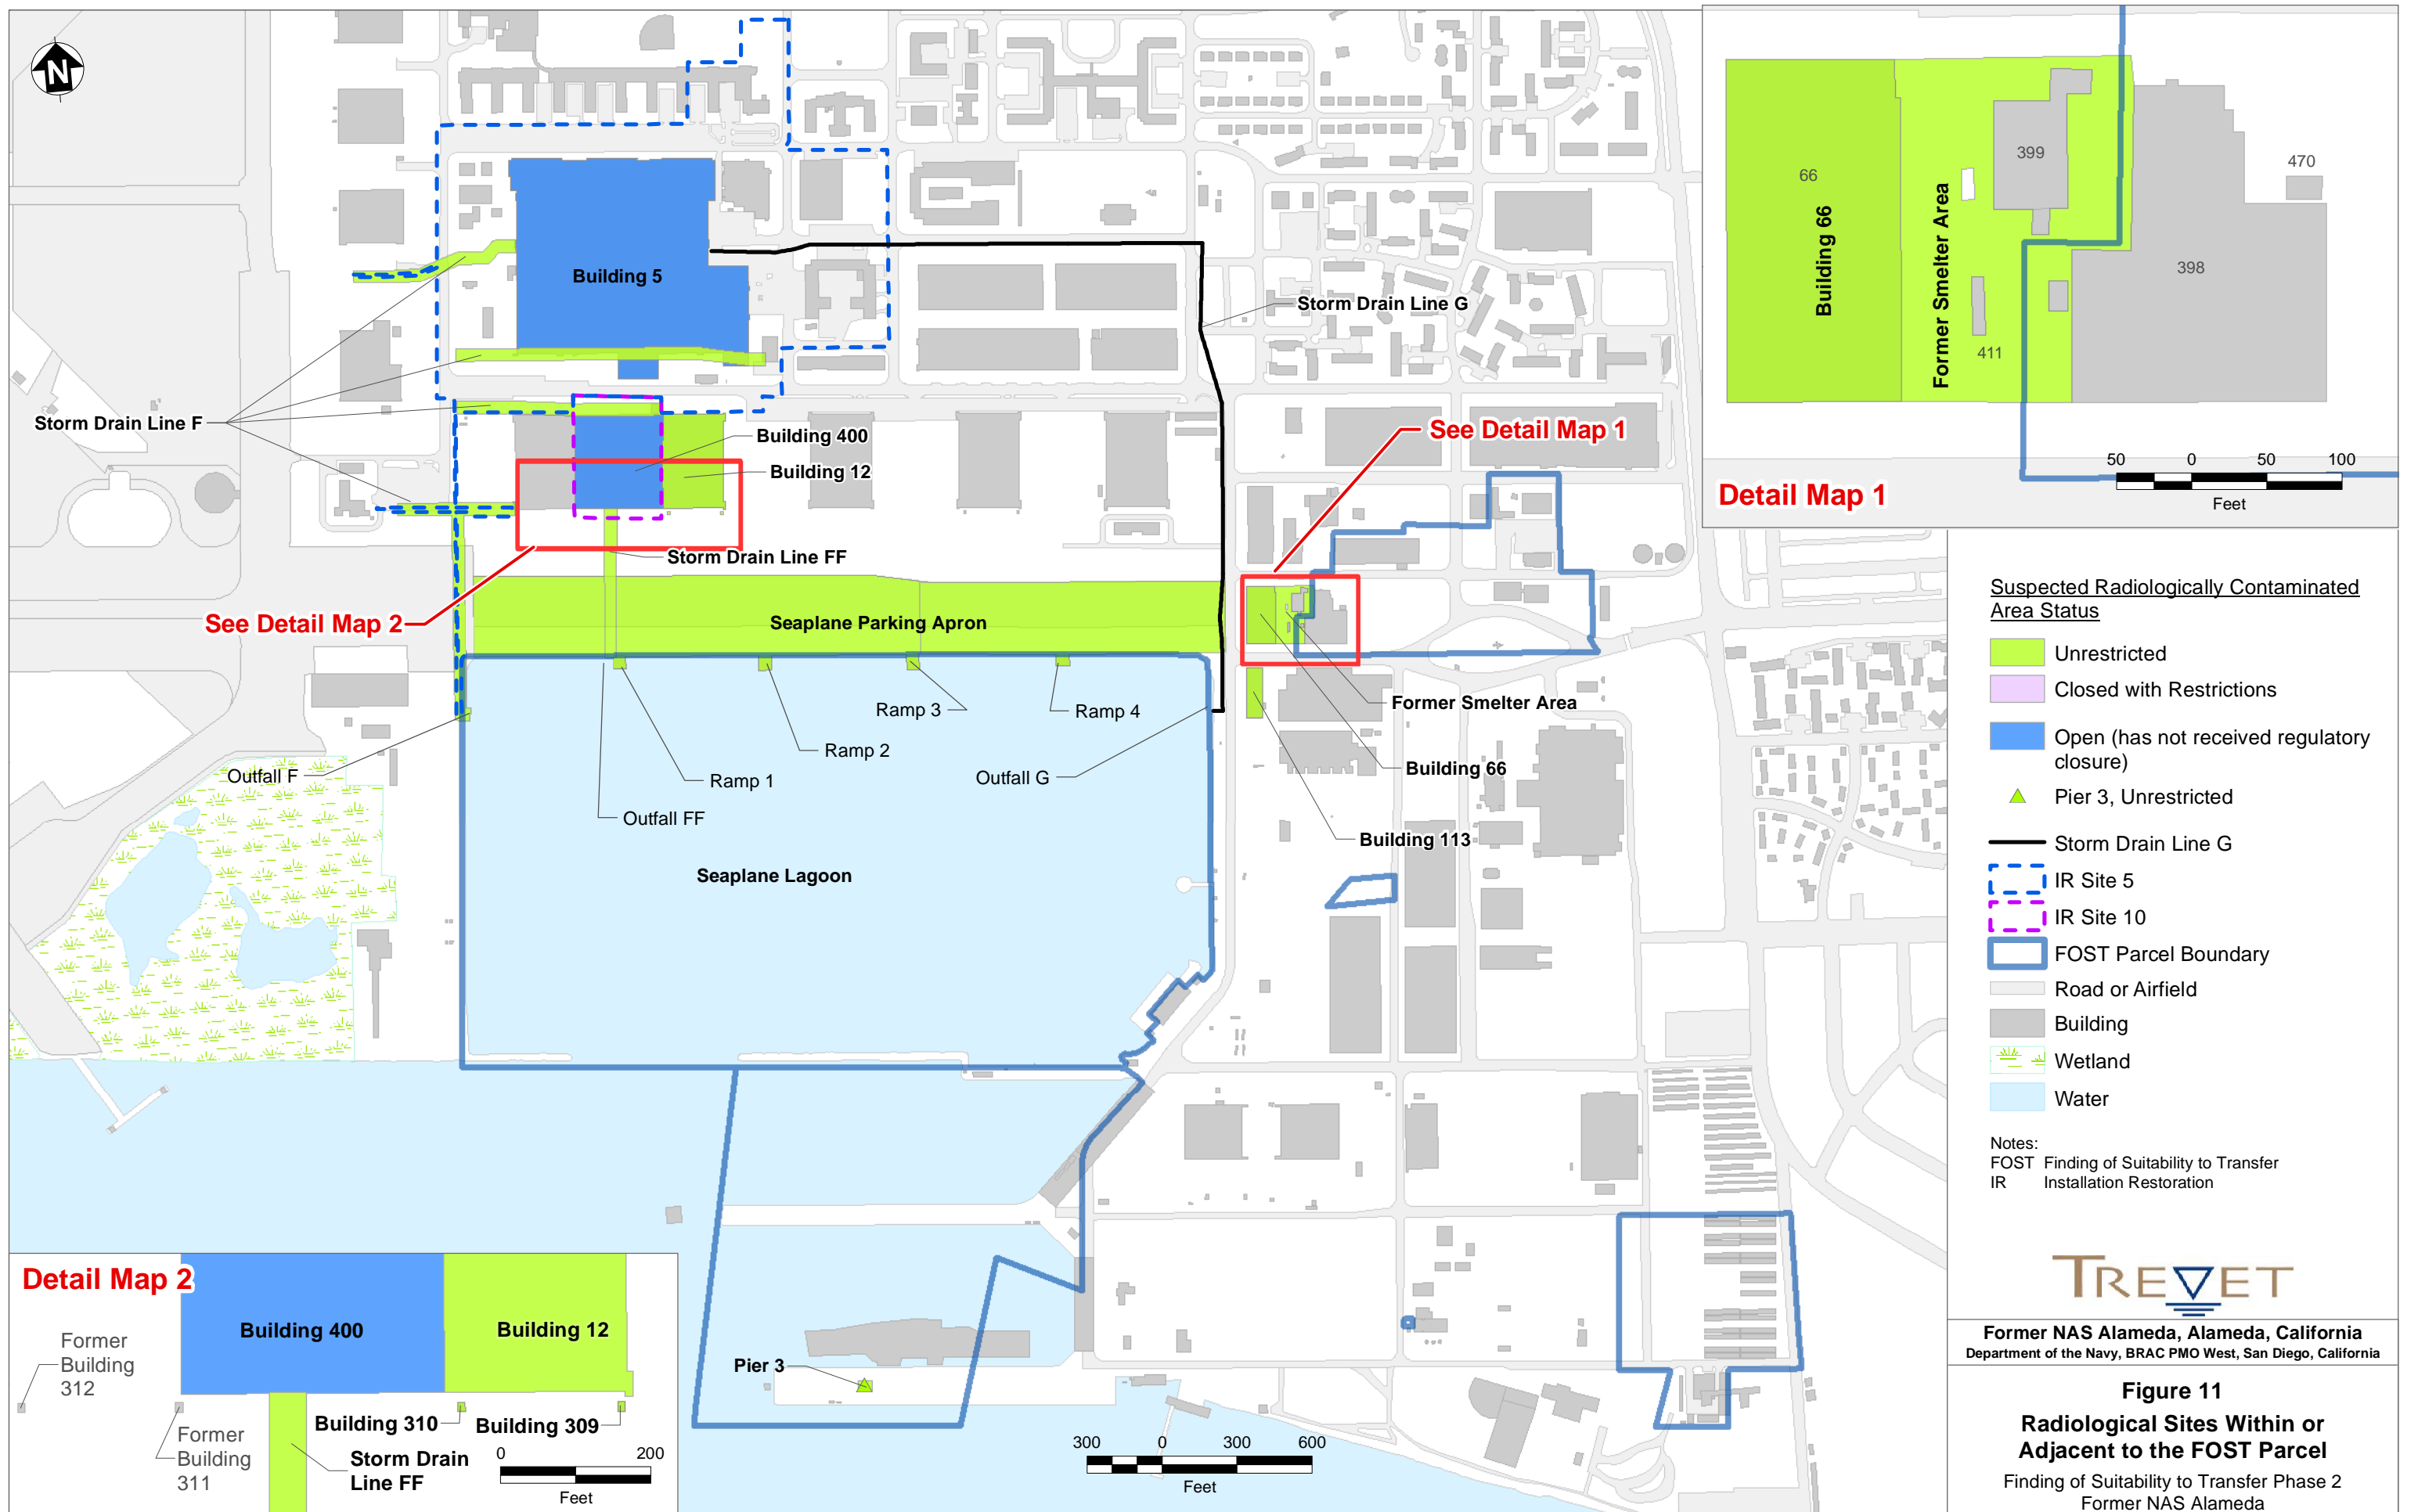 N
Building 5
Storm Drain Line G
Storm Drain Line F
Building 400
Building 12
See Detail Map 1
Storm Drain Line FF
See Detail Map 2
Seaplane Parking Apron
Ramp 3
Ramp 4
Former Smelter Area
Ramp 2
Outfall F
Ramp 1
Outfall G
Building 66
Outfall FF
Building 113
Seaplane Lagoon
Pier 3
300 0 300 600
Feet
66
Building 66
Former Smelter Area
399
470
398
411
50 0 50 100
Feet
Detail Map 1
Suspected Radiologically Contaminated
Area Status
Unrestricted
Closed with Restrictions
Open (has not received regulatory
closure)
Pier 3, Unrestricted
Storm Drain Line G
IR Site 5
IR Site 10
FOST Parcel Boundary
Road or Airfield
Building
Wetland
Water
Notes:
FOST Finding of Suitability to Transfer
IR Installation Restoration
TREVET
Former NAS Alameda, Alameda, California
Department of the Navy, BRAC PMO West, San Diego, California
Figure 11
Radiological Sites Within or
Adjacent to the FOST Parcel
Finding of Suitability to Transfer Phase 2
Former NAS Alameda
Detail Map 2
Building 400
Building 12
Former
Building
312
Former
Building
311
Building 310
Building 309
Storm Drain
Line FF
0 200
Feet